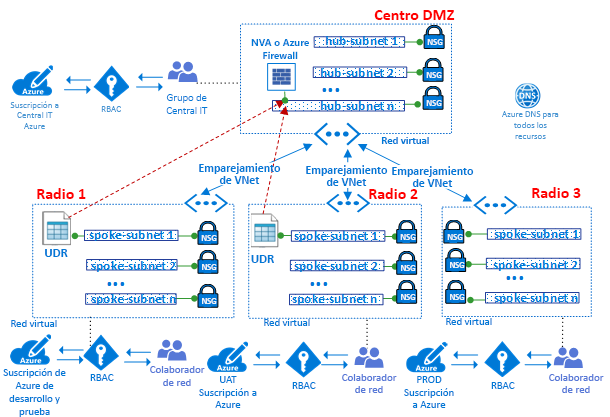 Centro DMZ
NVA o Azure
Firewall
hub-subnet 1
NSG
hub-subnet 2
NSG
hub-subnet n
NSG
Red virtual
Azure
Suscripción a
Central IT
Azure
RBAC
Grupo de
Central IT
DNS
Azure DNS para
todos los
recursos
Emparejamiento
de VNet
Emparejamiento
de VNet
Emparejamiento
de VNet
Radio 1
UDR
spoke-subnet 1
NSG
spoke-subnet 2
NSG
spoke-subnet n
NSG
Red virtual
Radio 2
UDR
spoke-subnet 1
NSG
spoke-subnet 2
NSG
spoke-subnet n
NSG
Red virtual
Radio 3
NSG
spoke-subnet 1
NSG
spoke-subnet 2
NSG
spoke-subnet n
Red virtual
Azure
Suscripción de
Azure de
desarrollo y
prueba
RBAC
Colaborador
de red
Azure
UAT
Suscripción a
Azure
RBAC
Colaborador
de red
Azure
PROD
Suscripción a
Azure
RBAC
Colaborador
de red